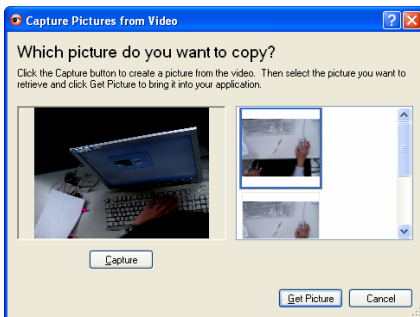 Capture Pictures from Video
Which picture do you want to copy?
Click the Capture button to create a picture from the video. Then select the picture you want to
retrieve and click Get Picture to bring it into your application.
Capture
Get Picture
Cancel